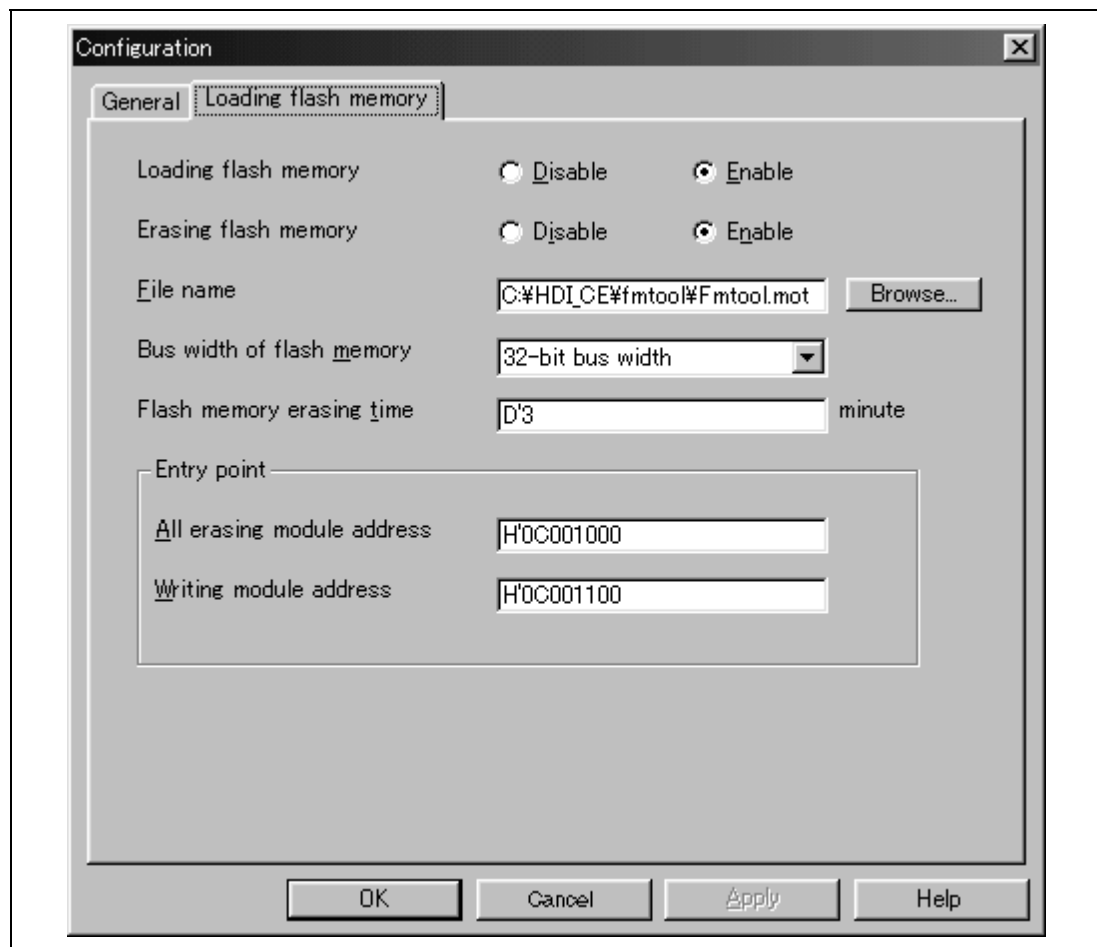 Configuration
General Loading flash memory
Loading flash memory Disable Enable
Erasing flash memory Disable Enable
File name C:¥HDI_CE¥fmtool¥Fmtool.mot Browse...
Bus width of flash memory 32-bit bus width
Flash memory erasing time D'3 minute
Entry point
All erasing module address H'0C001000
Writing module address H'0C001100
OK Cancel Apply Help